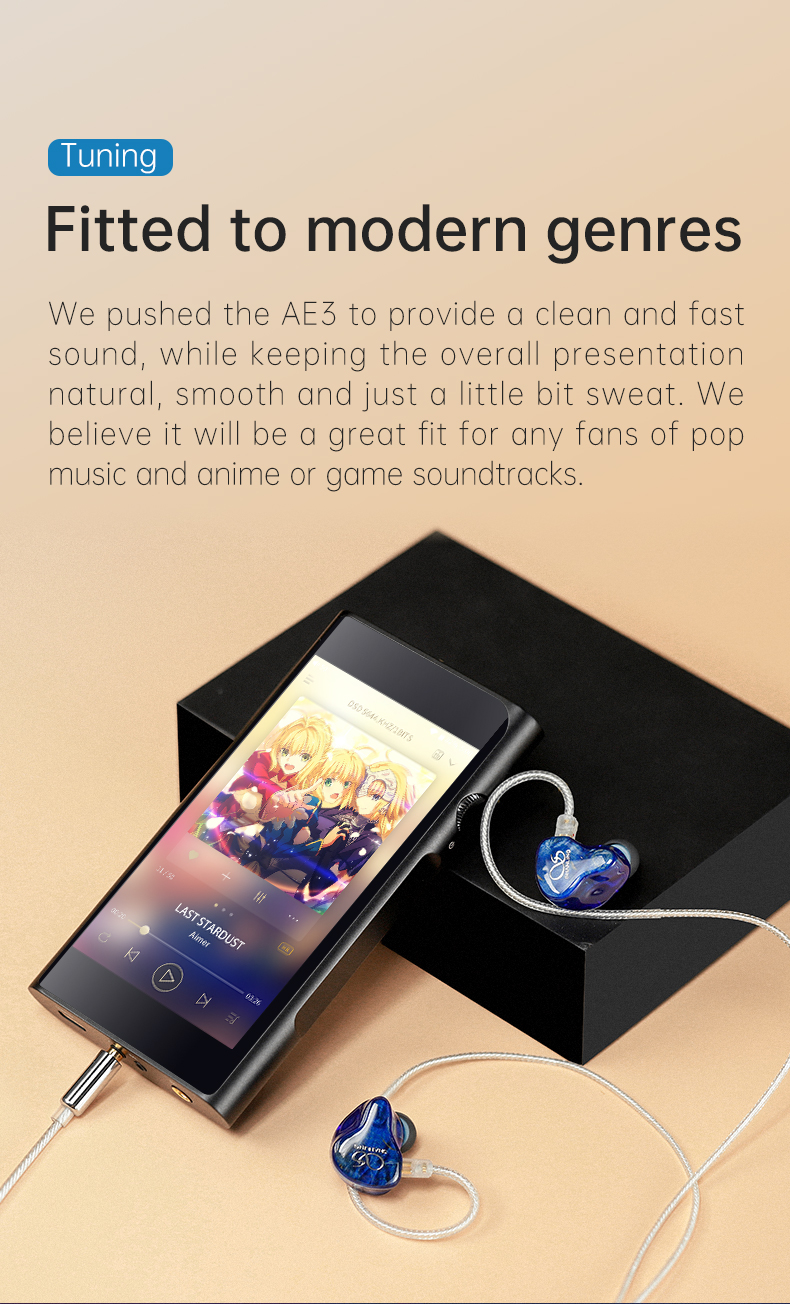 Tuning
Fitted to modern genres
We pushed the AE3 to provide a clean and fast
sound, while keeping the overall presentation
natural, smooth and just a little bit sweat. We
believe it will be a great fit for any fans of pop
music and anime or game soundtracks.
LAST STARDUST
Aimer
03:26